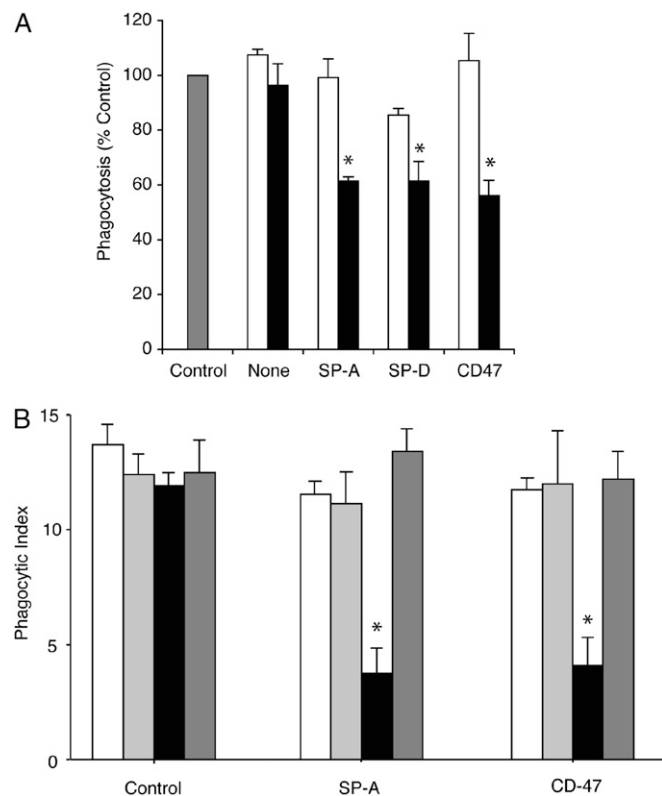 A
120
100
80
60
40
20
0
Phagocytosis (% Control)
* * *
Control None SP-A SP-D CD47
B
15
10
5
0
Phagocytic Index
* *
Control SP-A CD-47